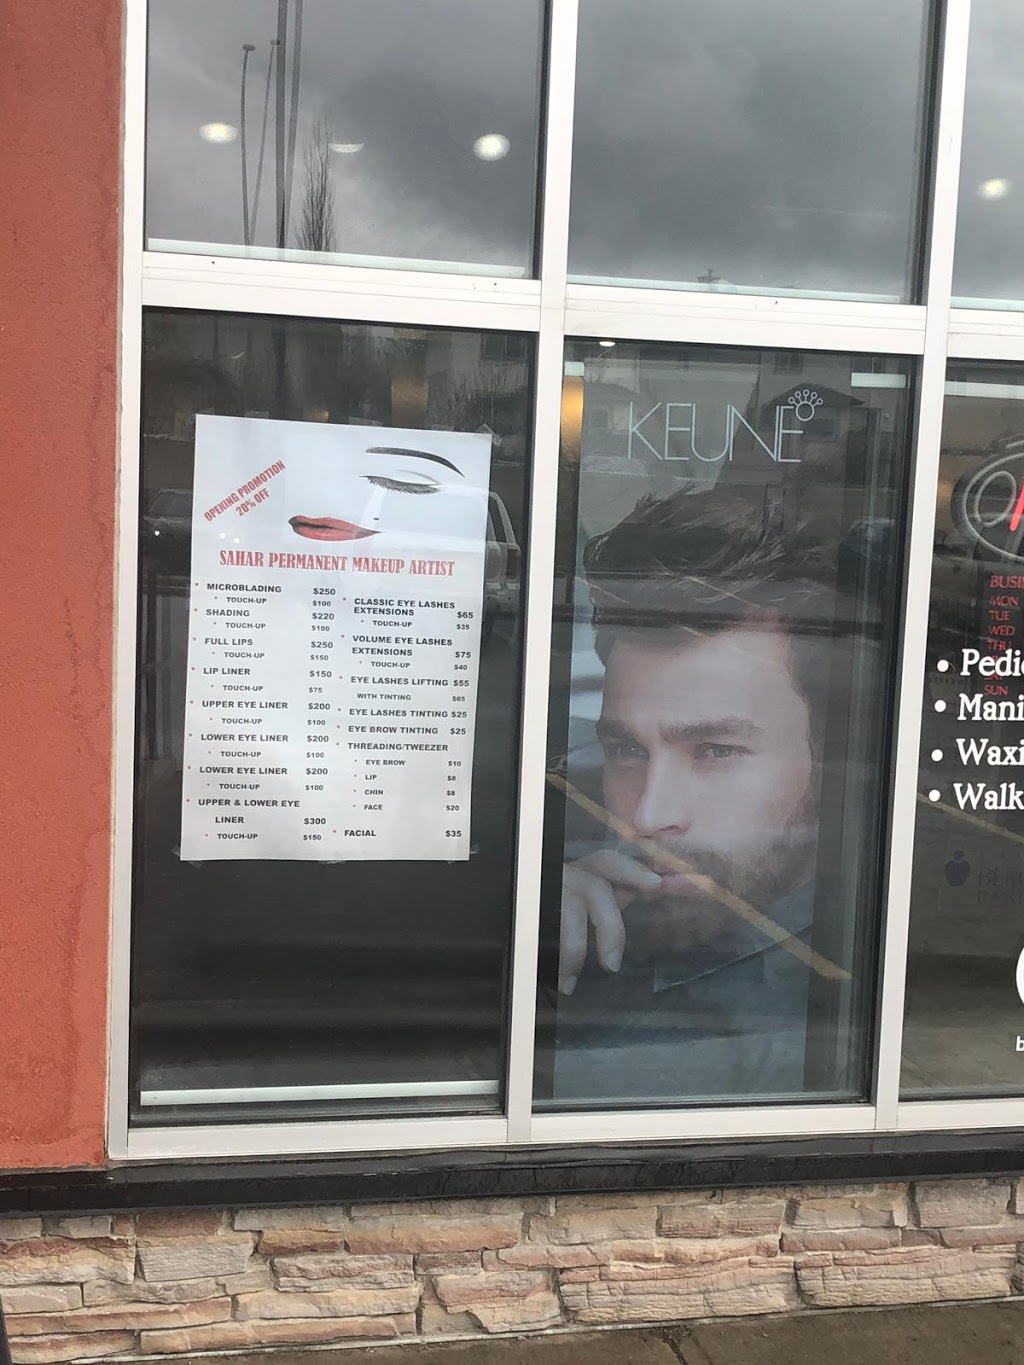 OPENING PROMOTION
20% OFF
SAHAR PERMANENT MAKEUP ARTIST
MICROBLADING $250
TOUCH-UP $100
SHADING $220
TOUCH-UP $100
FULL LIPS $250
TOUCH-UP $150
LIP LINER $150
TOUCH-UP $75
UPPER EYE LINER $200
TOUCH-UP $100
LOWER EYE LINER $200
TOUCH-UP $100
LOWER EYE LINER $200
TOUCH-UP $100
UPPER & LOWER EYE
LINER $300
TOUCH-UP $150
CLASSIC EYE LASHES
EXTENSIONS $65
TOUCH-UP $35
VOLUME EYE LASHES
EXTENSIONS $75
TOUCH-UP $40
EYE LASHES LIFTING $55
WITH TINTING $65
EYE LASHES TINTING $25
EYE BROW TINTING $25
THREADING/TWEEZER
EYE BROW $10
LIP $8
CHIN $8
FACE $20
FACIAL $35
KEUNE
BUSI
MON
TUE
WED
THU
SUN
• Pedic
• Mani
• Waxi
• Walk